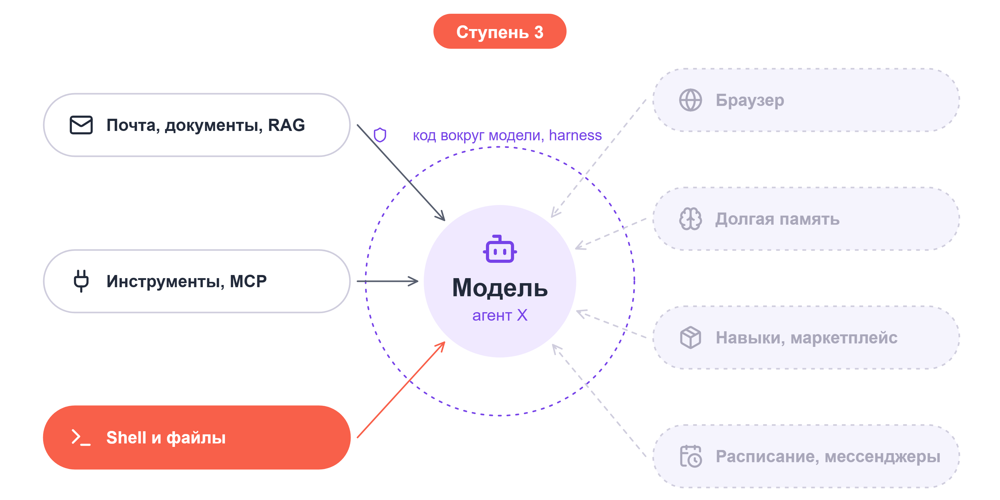 Ступень 3
Почта, документы, RAG
Инструменты, MCP
Shell и файлы
код вокруг модели, harness
Модель
агент X
Браузер
Долгая память
Навыки, маркетплейс
Расписание, мессенджеры